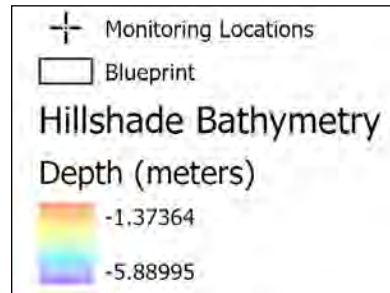 Monitoring Locations
Blueprint
Hillshade Bathymetry
Depth (meters)
-1.37364
-5.88995